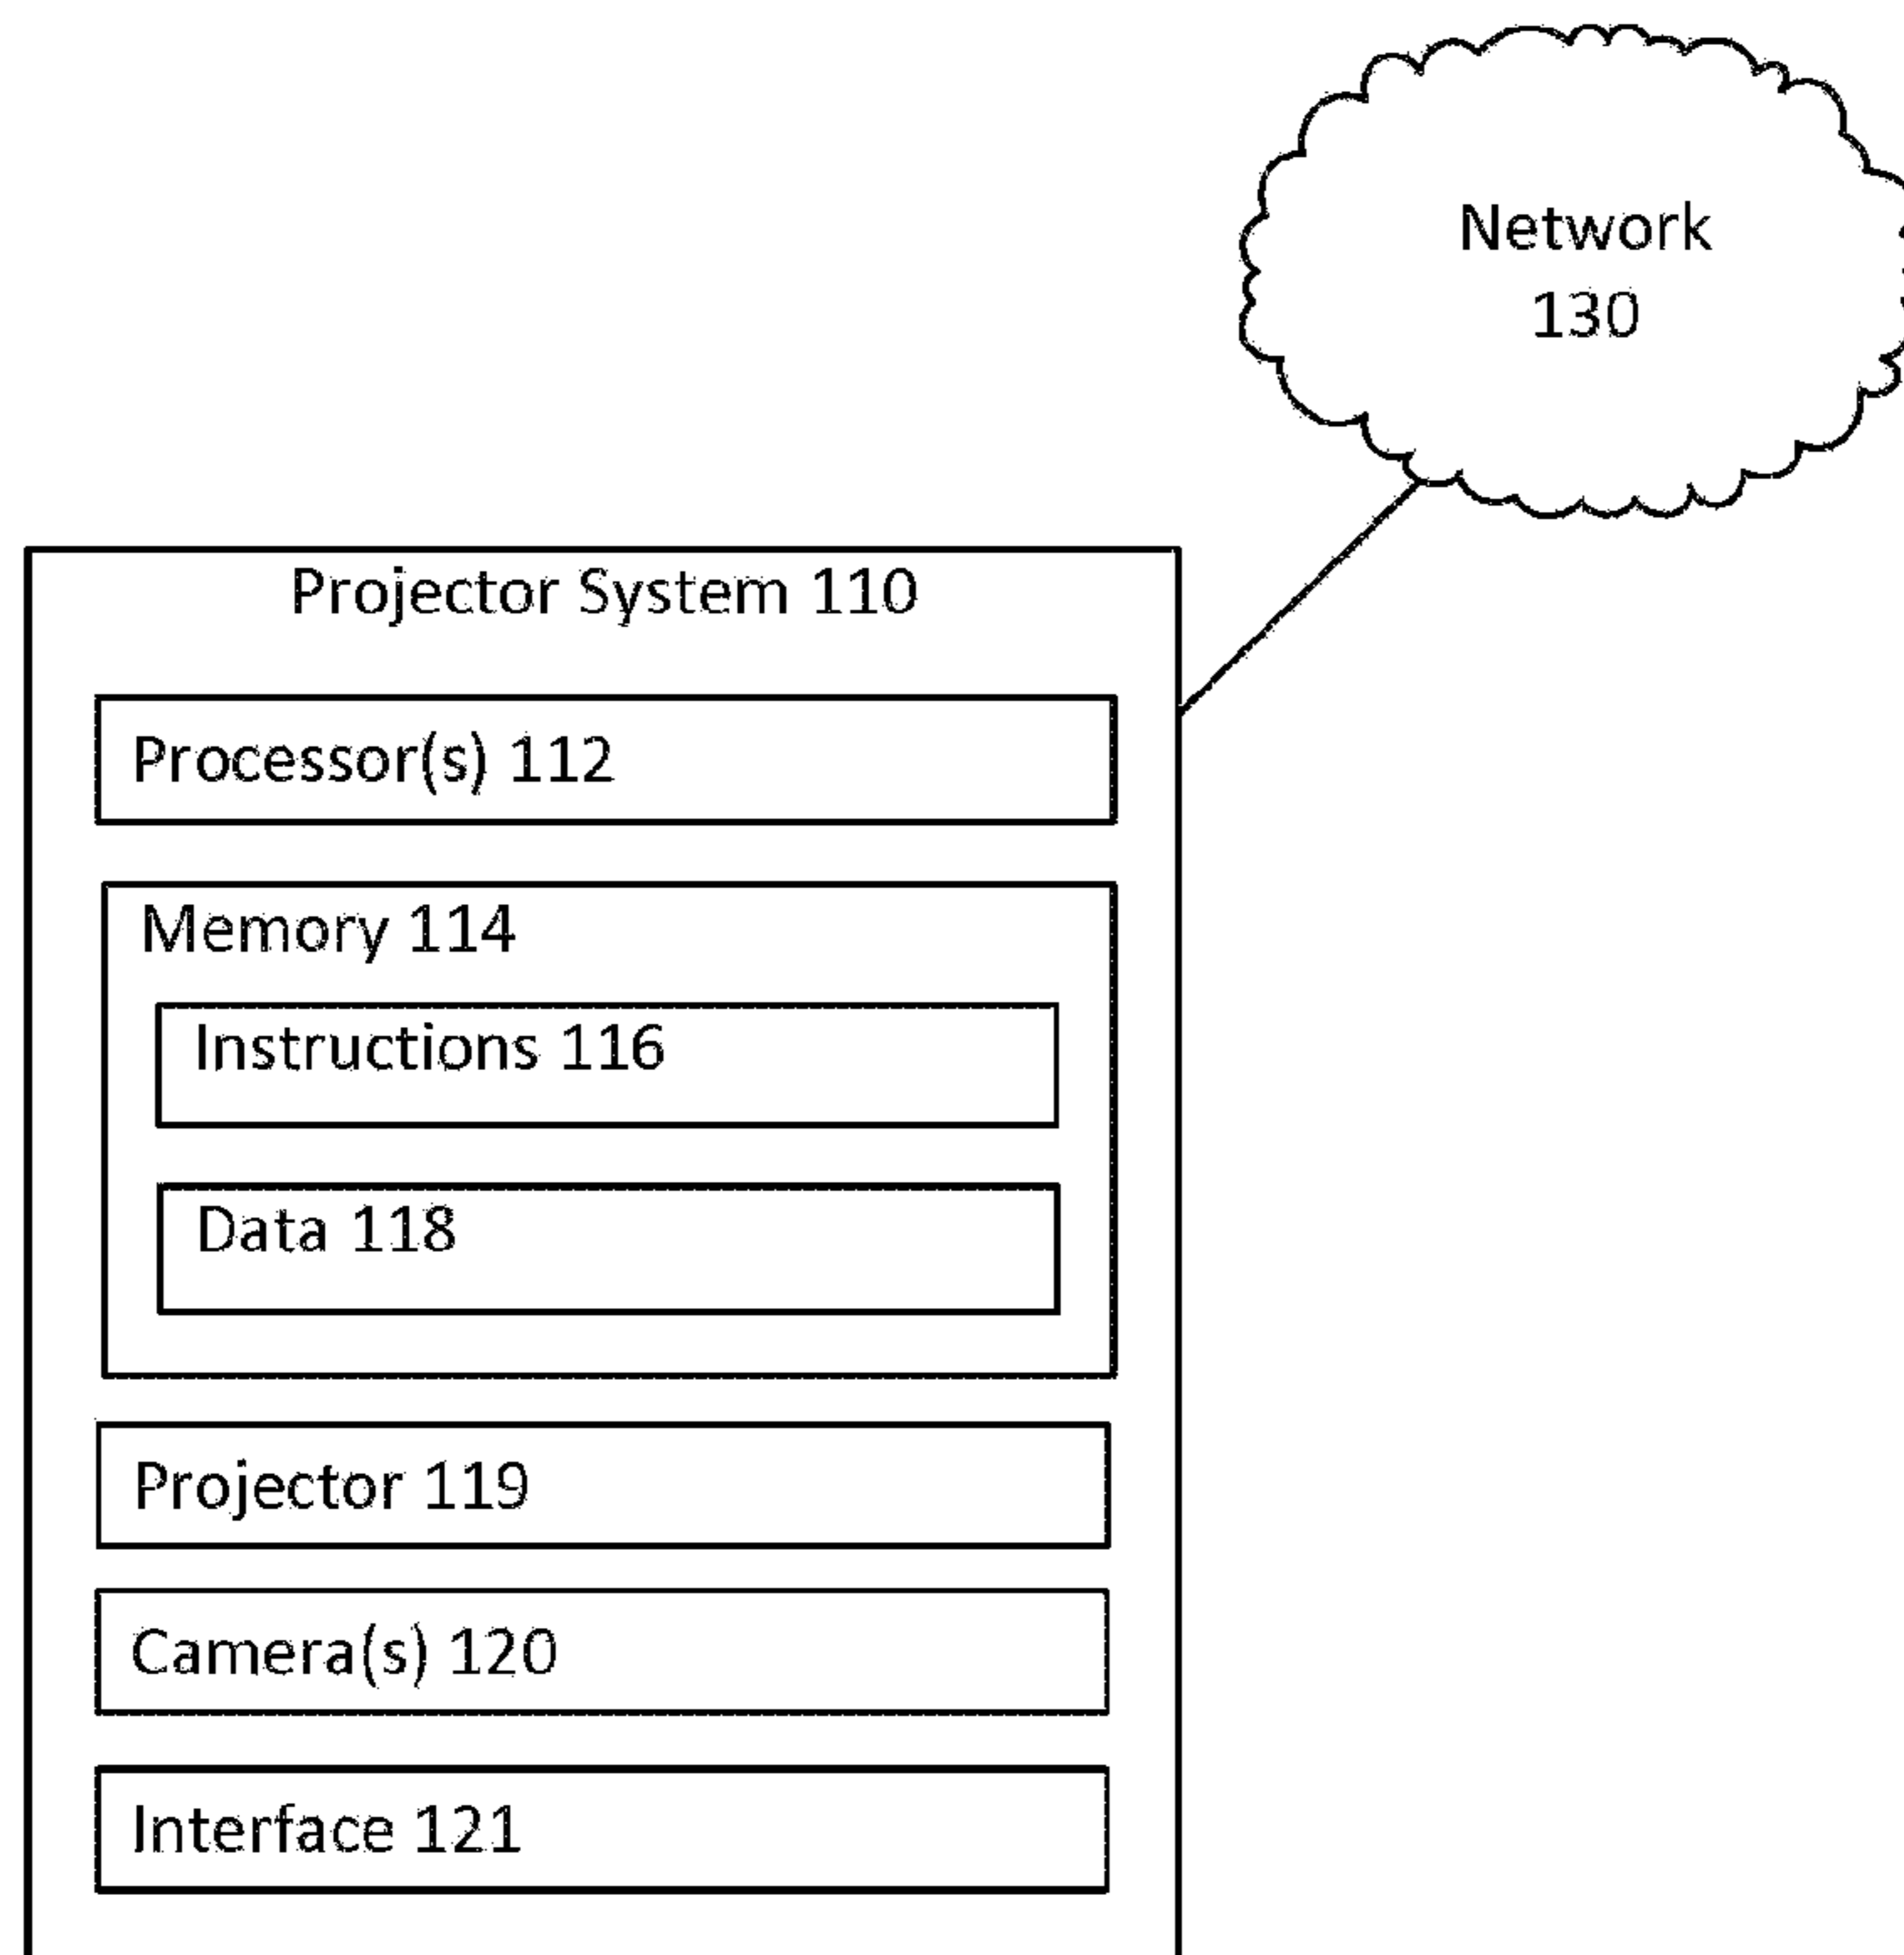 Network
130
Projector System 110
Processor(s) 112
Memory 114
Instructions 116
Data 118
Projector 119
Camera(s) 120
Interface 121